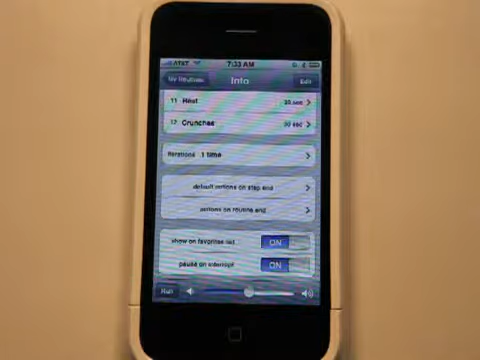 AT&T 7:33 AM
My Routines Info Edit
11 Rest 30 sec
12 Crunches 30 sec
iterations 1 time
default actions on step end
actions on routine end
show on favorites list ON
pause on interrupt ON
Run